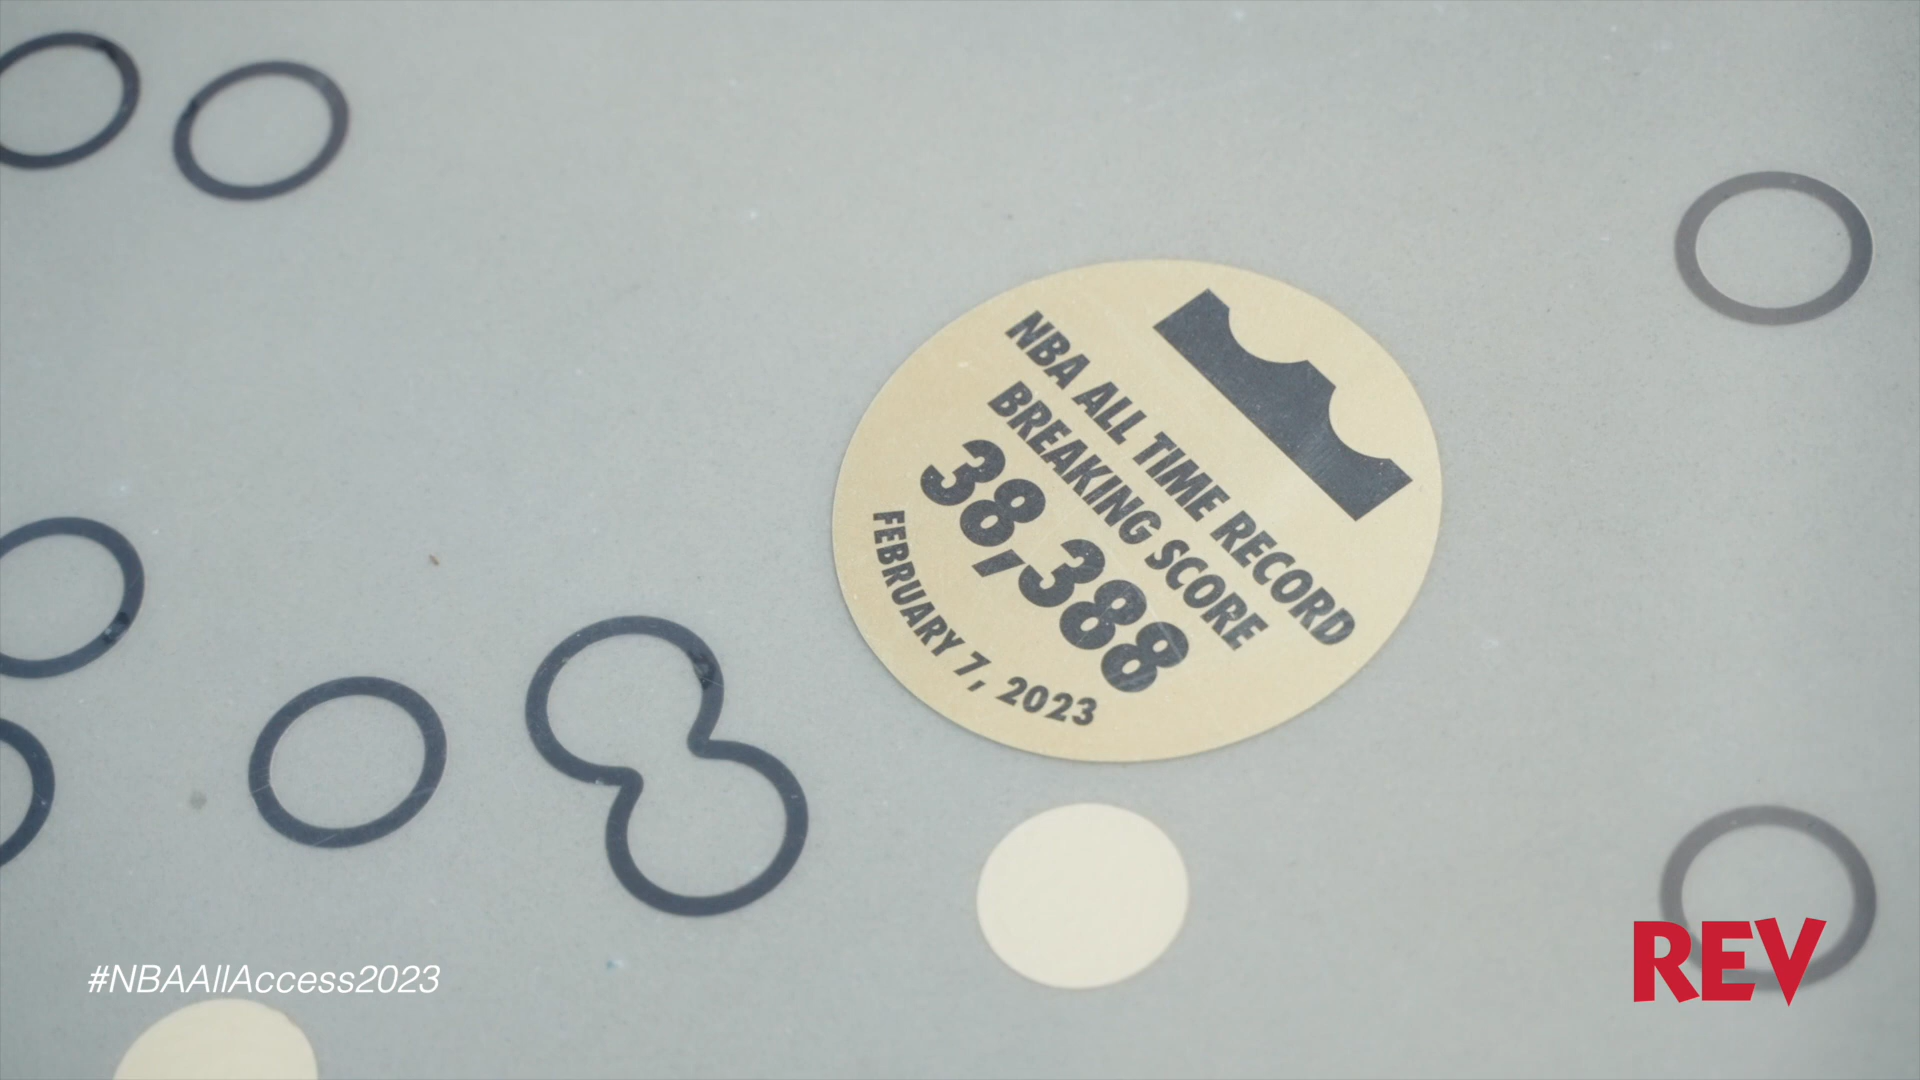 NBA ALL TIME RECORD
BREAKING SCORE
38,388
FEBRUARY 7, 2023
#NBAAllAccess2023
REV